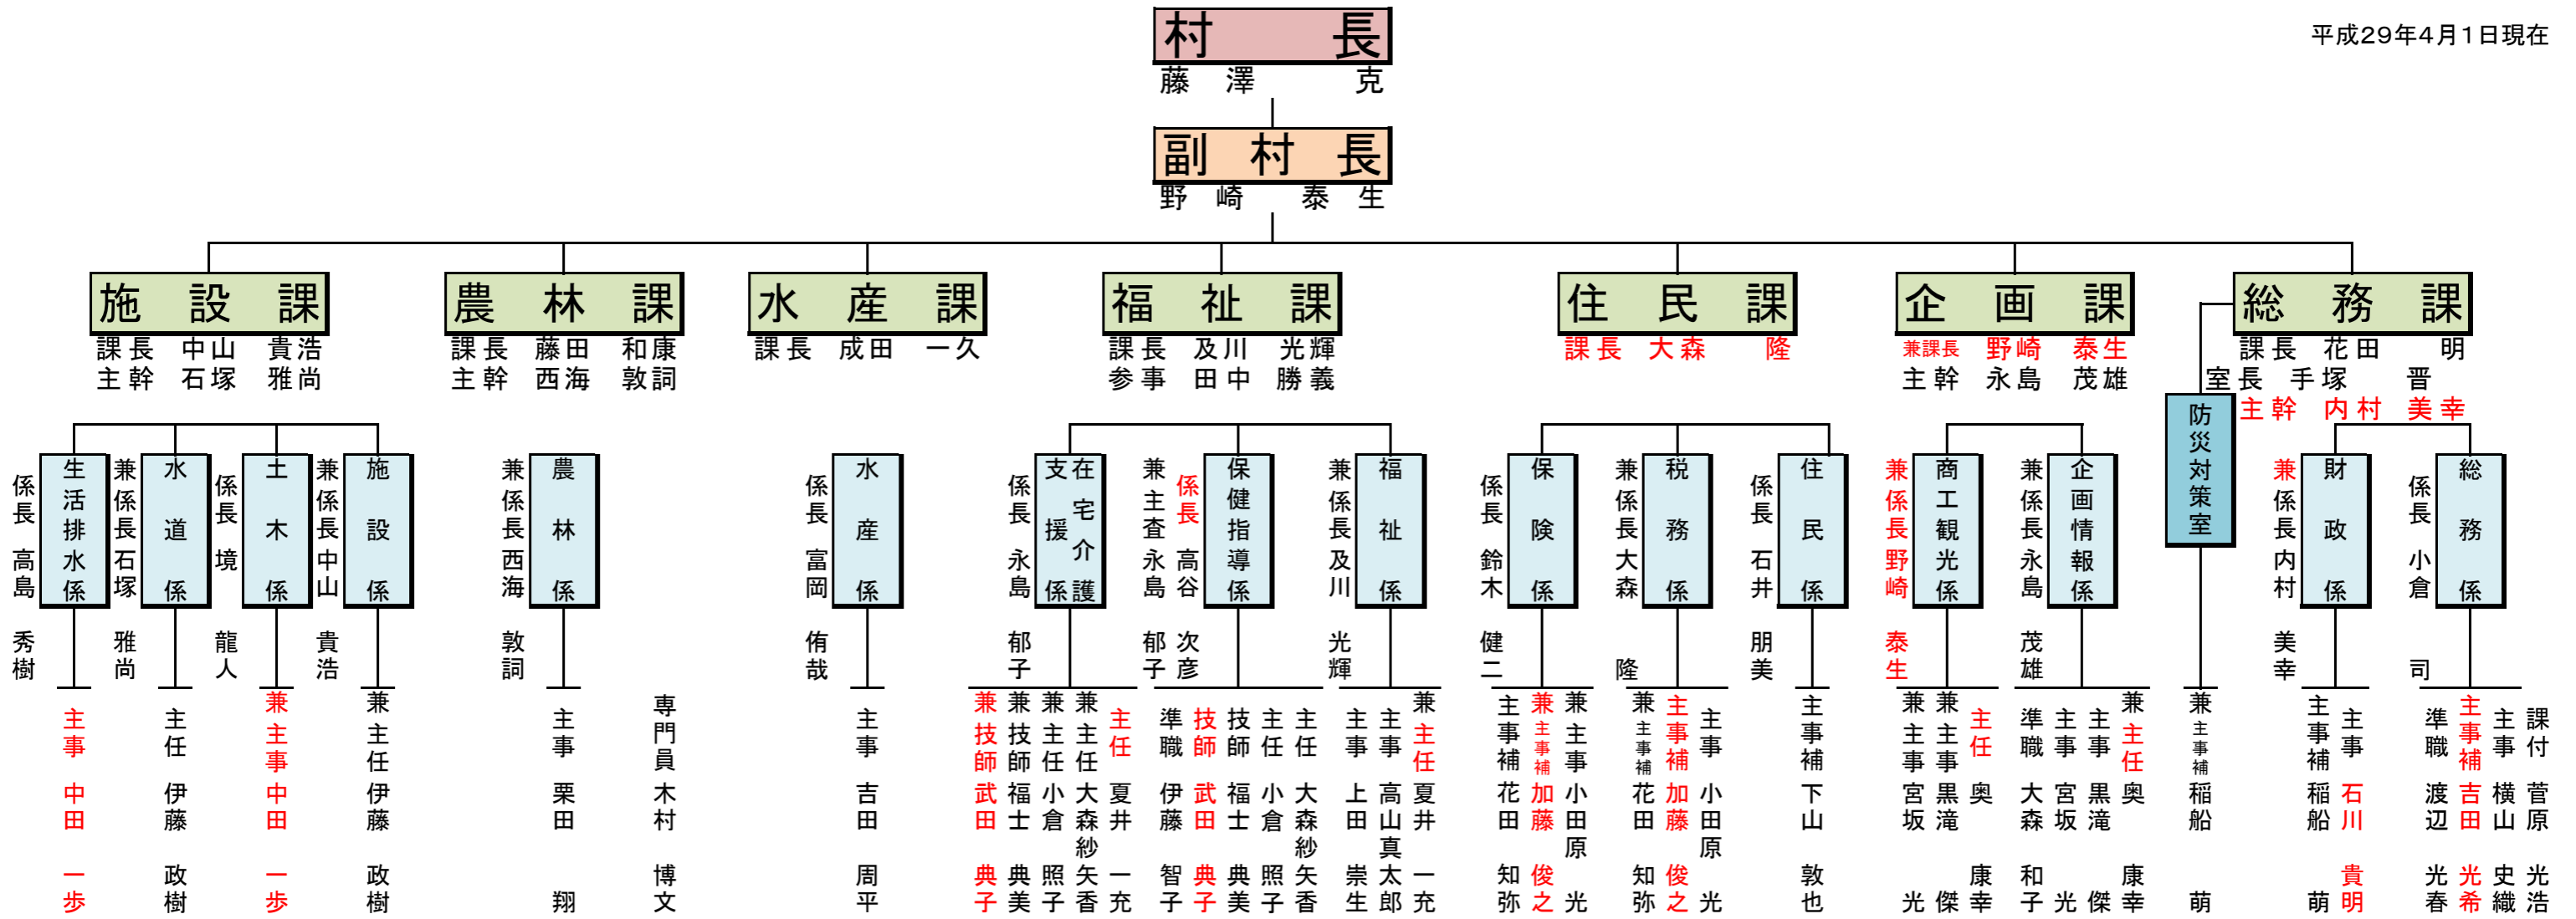 平成29年4月1日現在
村長
藤澤 克
副村長
野崎 泰生
施設課
課長 中山 貴浩
主幹 石塚 雅尚
農林課
課長 藤田 和康
主幹 西海 敦詞
水産課
課長 成田 一久
福祉課
課長 及川 光輝
参事 田中 勝義
住民課
課長 大森 隆
企画課
兼課長 野崎 泰生
主幹 永島 茂雄
総務課
課長 花田 明
室長 手塚 晋
主幹 内村 美幸
防災対策室
兼主事補 稲船 萌
総務係
係長 小倉 司
課付 菅原 光浩
主事 横山 史織
主事補 吉田 光希
準職 渡辺 光春
財政係
兼係長 内村 美幸
主事 石川 貴明
主事補 稲船 萌
企画情報係
兼係長 永島 茂雄
兼主任 奥 康幸
主事 黒滝 傑
主事 宮坂 光
準職 大森 和子
商工観光係
兼係長 野崎 泰生
主任 奥 康幸
兼主事 黒滝 傑
兼主事 宮坂 光
住民係
係長 石井 朋美
主事補 下山 敦也
税務係
兼係長 大森 隆
主事 小田原 光
主事補 加藤 俊之
兼主事補 花田 知弥
保険係
係長 鈴木 健二
兼主事 小田原 光
兼主事補 加藤 俊之
主事補 花田 知弥
福祉係
兼係長 及川 光輝
兼主任 夏井 一充
主事 高山 真太郎
主事 上田 崇生
保健指導係
係長 高谷 次彦
兼主査 永島 郁子
主任 大森 紗矢香
主任 小倉 照子
技師 福士 典美
技師 武田 典子
準職 伊藤 智子
在宅介護支援係
係長 永島 郁子
主任 夏井 一充
兼主任 大森 紗矢香
兼主任 小倉 照子
兼技師 福士 典美
兼技師 武田 典子
水産係
係長 富岡 侑哉
主事 吉田 周平
農林係
兼係長 西海 敦詞
専門員 木村 博文
主事 栗田 翔
施設係
兼係長 中山 貴浩
兼主任 伊藤 政樹
土木係
係長 境 龍人
兼主事 中田 一歩
水道係
兼係長 石塚 雅尚
主任 伊藤 政樹
生活排水係
係長 高島 秀樹
主事 中田 一歩